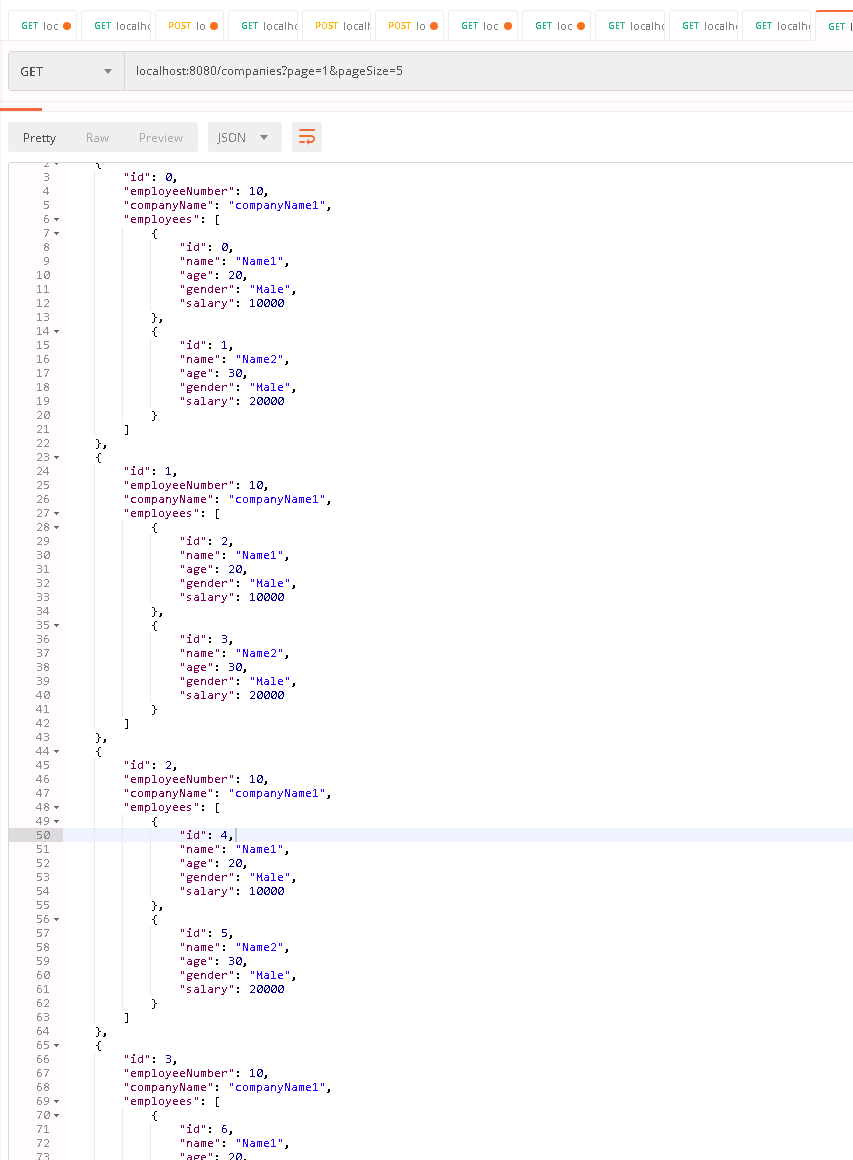 GET loc GET localh POST lo GET localh POST localh POST lo GET loc GET loc GET localho GET localh GET localho GET l
GET localhost:8080/companies?page=1&pageSize=5
Pretty Raw Preview JSON
2 {
3 "id": 0,
4 "employeeNumber": 10,
5 "companyName": "companyName1",
6 "employees": [
7 {
8 "id": 0,
9 "name": "Name1",
10 "age": 20,
11 "gender": "Male",
12 "salary": 10000
13 },
14 {
15 "id": 1,
16 "name": "Name2",
17 "age": 30,
18 "gender": "Male",
19 "salary": 20000
20 }
21 ]
22 },
23 {
24 "id": 1,
25 "employeeNumber": 10,
26 "companyName": "companyName1",
27 "employees": [
28 {
29 "id": 2,
30 "name": "Name1",
31 "age": 20,
32 "gender": "Male",
33 "salary": 10000
34 },
35 {
36 "id": 3,
37 "name": "Name2",
38 "age": 30,
39 "gender": "Male",
40 "salary": 20000
41 }
42 ]
43 },
44 {
45 "id": 2,
46 "employeeNumber": 10,
47 "companyName": "companyName1",
48 "employees": [
49 {
50 "id": 4,
51 "name": "Name1",
52 "age": 20,
53 "gender": "Male",
54 "salary": 10000
55 },
56 {
57 "id": 5,
58 "name": "Name2",
59 "age": 30,
60 "gender": "Male",
61 "salary": 20000
62 }
63 ]
64 },
65 {
66 "id": 3,
67 "employeeNumber": 10,
68 "companyName": "companyName1",
69 "employees": [
70 {
71 "id": 6,
72 "name": "Name1",
73 "age": 20,